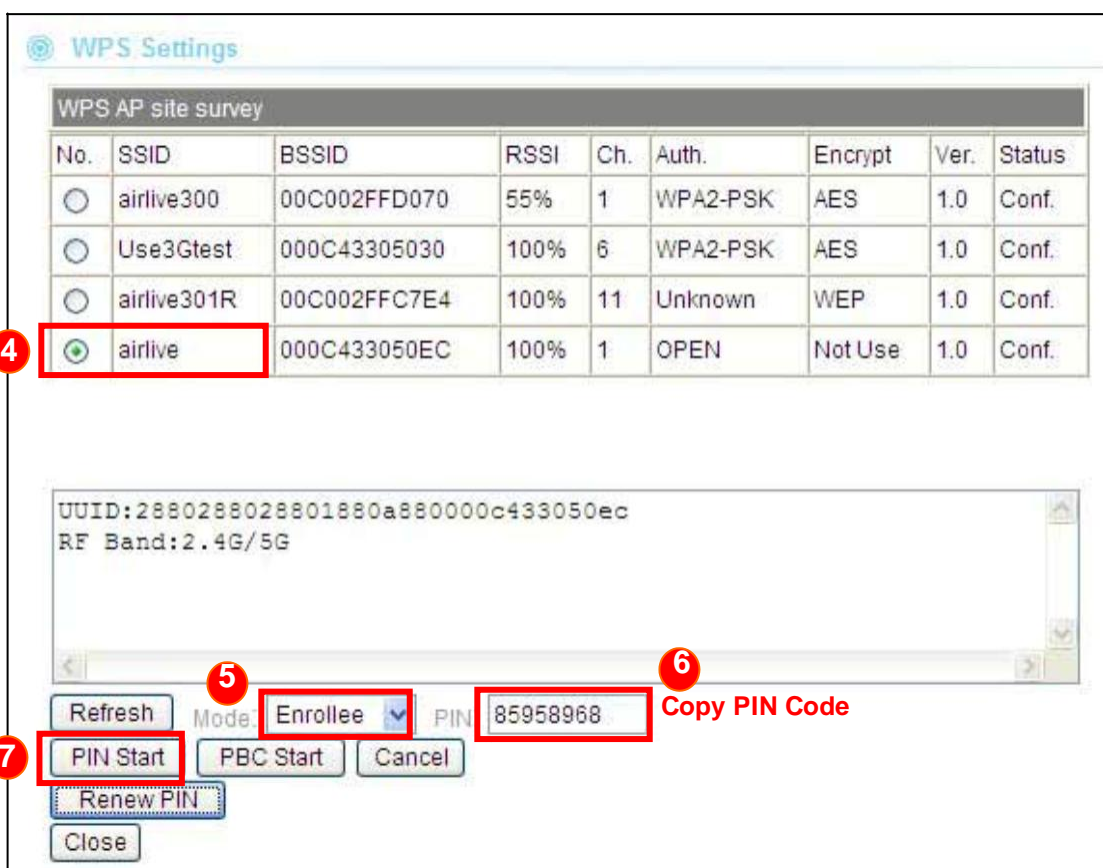 WPS Settings
WPS AP site survey
No. SSID BSSID RSSI Ch. Auth. Encrypt Ver. Status
airlive300 00C002FFD070 55% 1 WPA2-PSK AES 1.0 Conf.
Use3Gtest 000C43305030 100% 6 WPA2-PSK AES 1.0 Conf.
airlive301R 00C002FFC7E4 100% 11 Unknown WEP 1.0 Conf.
4 airlive 000C433050EC 100% 1 OPEN Not Use 1.0 Conf.
UUID:2880288028801880a880000c433050ec
RF Band:2.4G/5G
5 6
Refresh Mode: Enrollee PIN 85958968 Copy PIN Code
7 PIN Start PBC Start Cancel
Renew PIN
Close